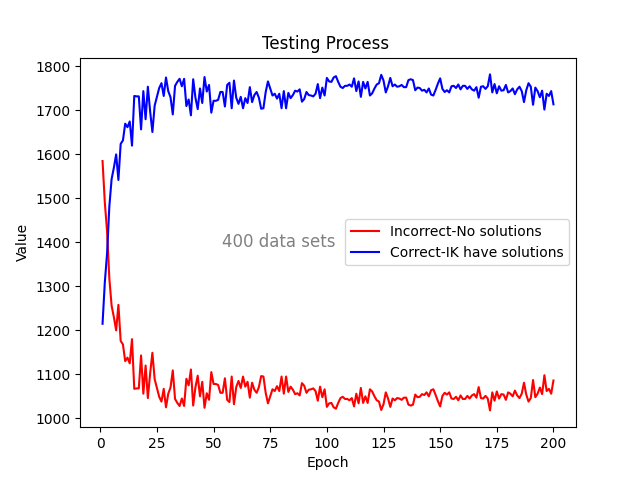 Testing Process
1800
1700
1600
1500
1400
1300
1200
1100
1000
Value
400 data sets
Incorrect-No solutions
Correct-IK have solutions
0 25 50 75 100 125 150 175 200
Epoch